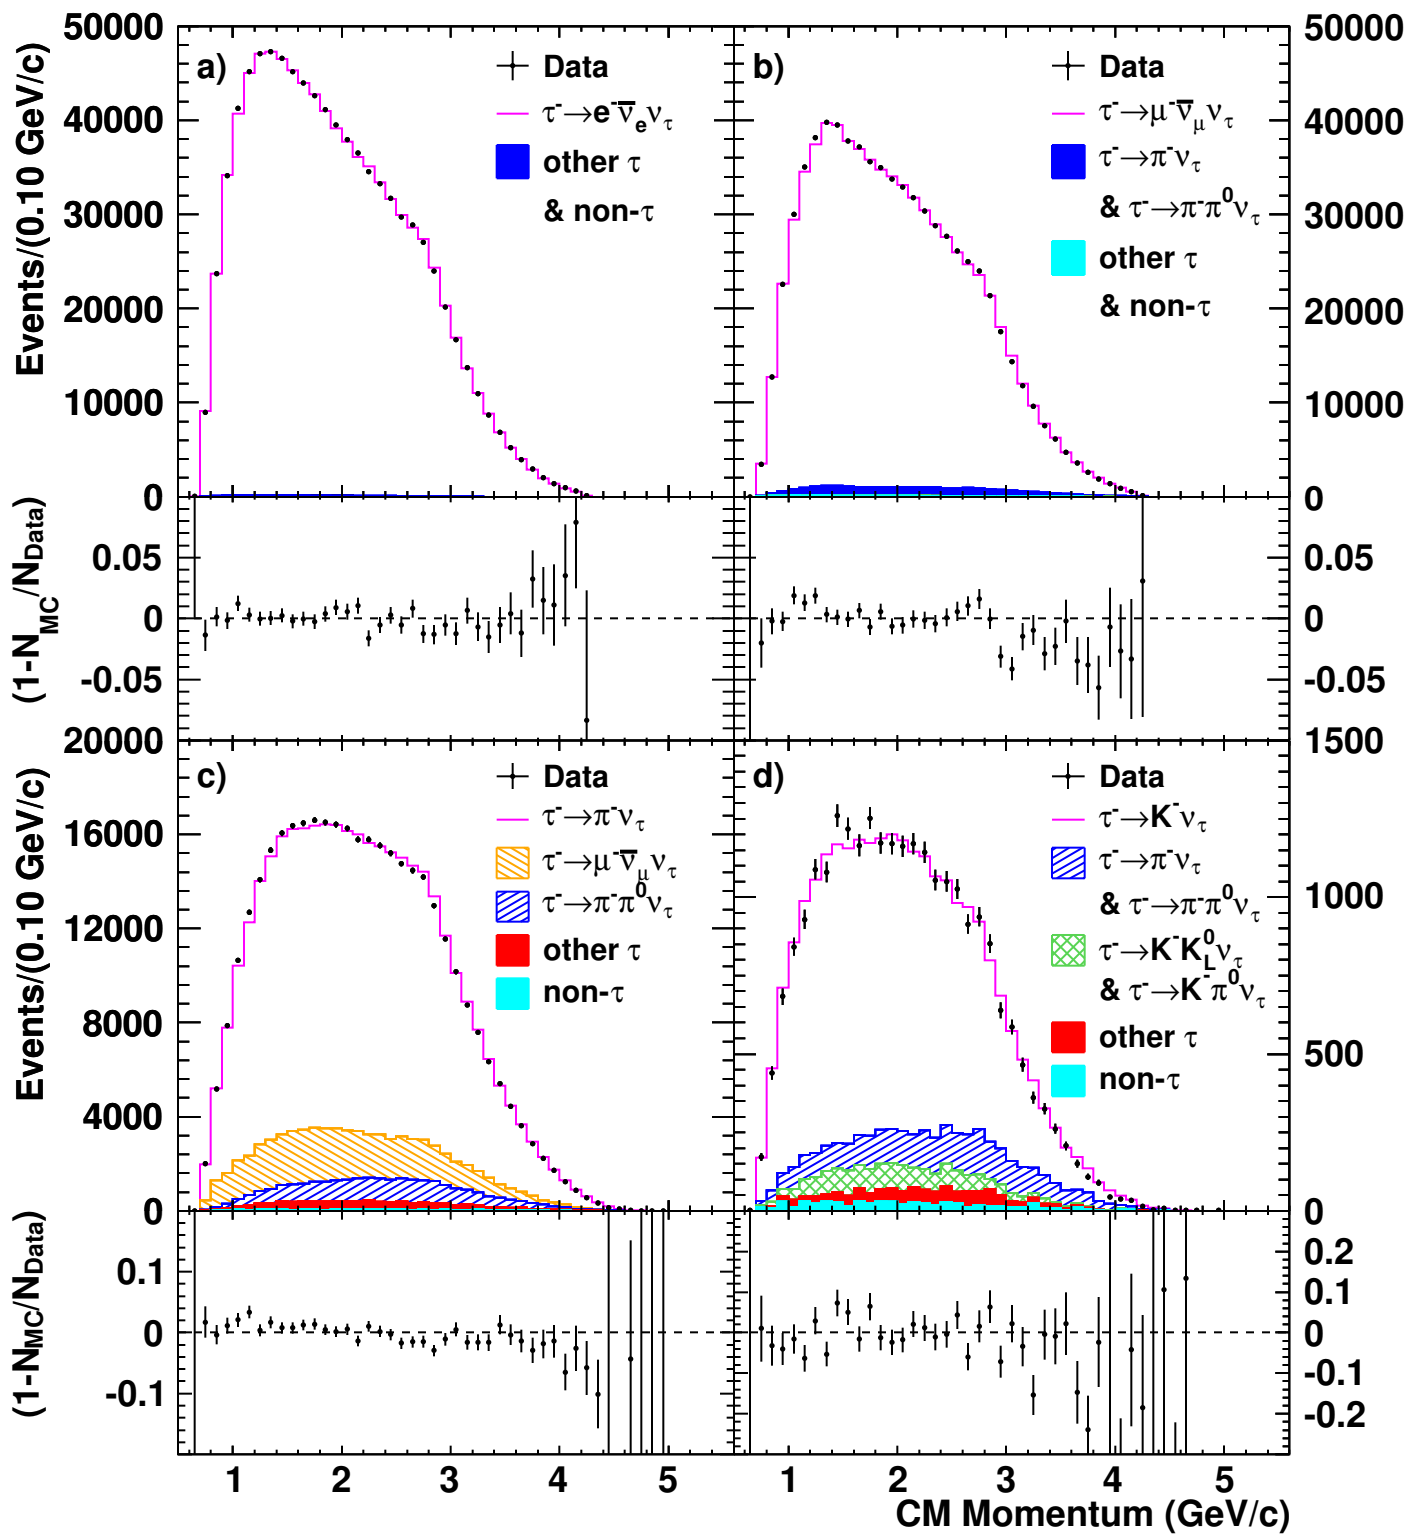 50000
40000
30000
20000
10000
0
Events/(0.10 GeV/c)
a)
Data
τ⁻→e⁻ν̅ₑν_τ
other τ
& non-τ
b)
Data
τ⁻→μ⁻ν̅_μν_τ
τ⁻→π⁻ν_τ
& τ⁻→π⁻π⁰ν_τ
other τ
& non-τ
50000
40000
30000
20000
10000
0
(1-N_MC/N_Data)
0.05
0
-0.05
0.05
0
-0.05
20000
16000
12000
8000
4000
0
Events/(0.10 GeV/c)
c)
Data
τ⁻→π⁻ν_τ
τ⁻→μ⁻ν̅_μν_τ
τ⁻→π⁻π⁰ν_τ
other τ
non-τ
d)
Data
τ⁻→K⁻ν_τ
τ⁻→π⁻ν_τ
& τ⁻→π⁻π⁰ν_τ
τ⁻→K⁻K⁰_Lν_τ
& τ⁻→K⁻π⁰ν_τ
other τ
non-τ
1500
1000
500
0
(1-N_MC/N_Data)
0.1
0
-0.1
0.2
0.1
0
-0.1
-0.2
1 2 3 4 5 1 2 3 4 5
CM Momentum (GeV/c)